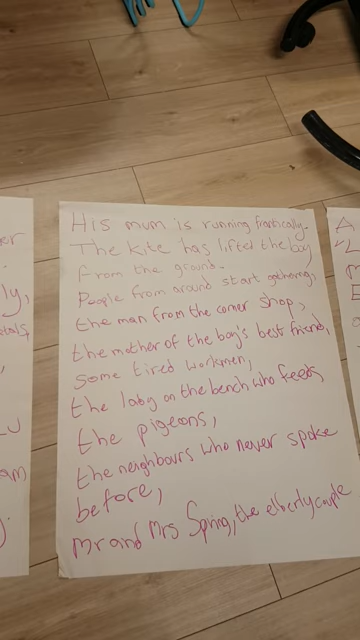 His mum is running frantically.
The kite has lifted the boy
from the ground.
People from around start gathering,
the man from the corner shop,
the mother of the boy's best friend,
some tired workmen,
the lady on the bench who feeds
the pigeons,
the neighbours who never spoke
before,
Mr and Mrs Spring, the elderly couple